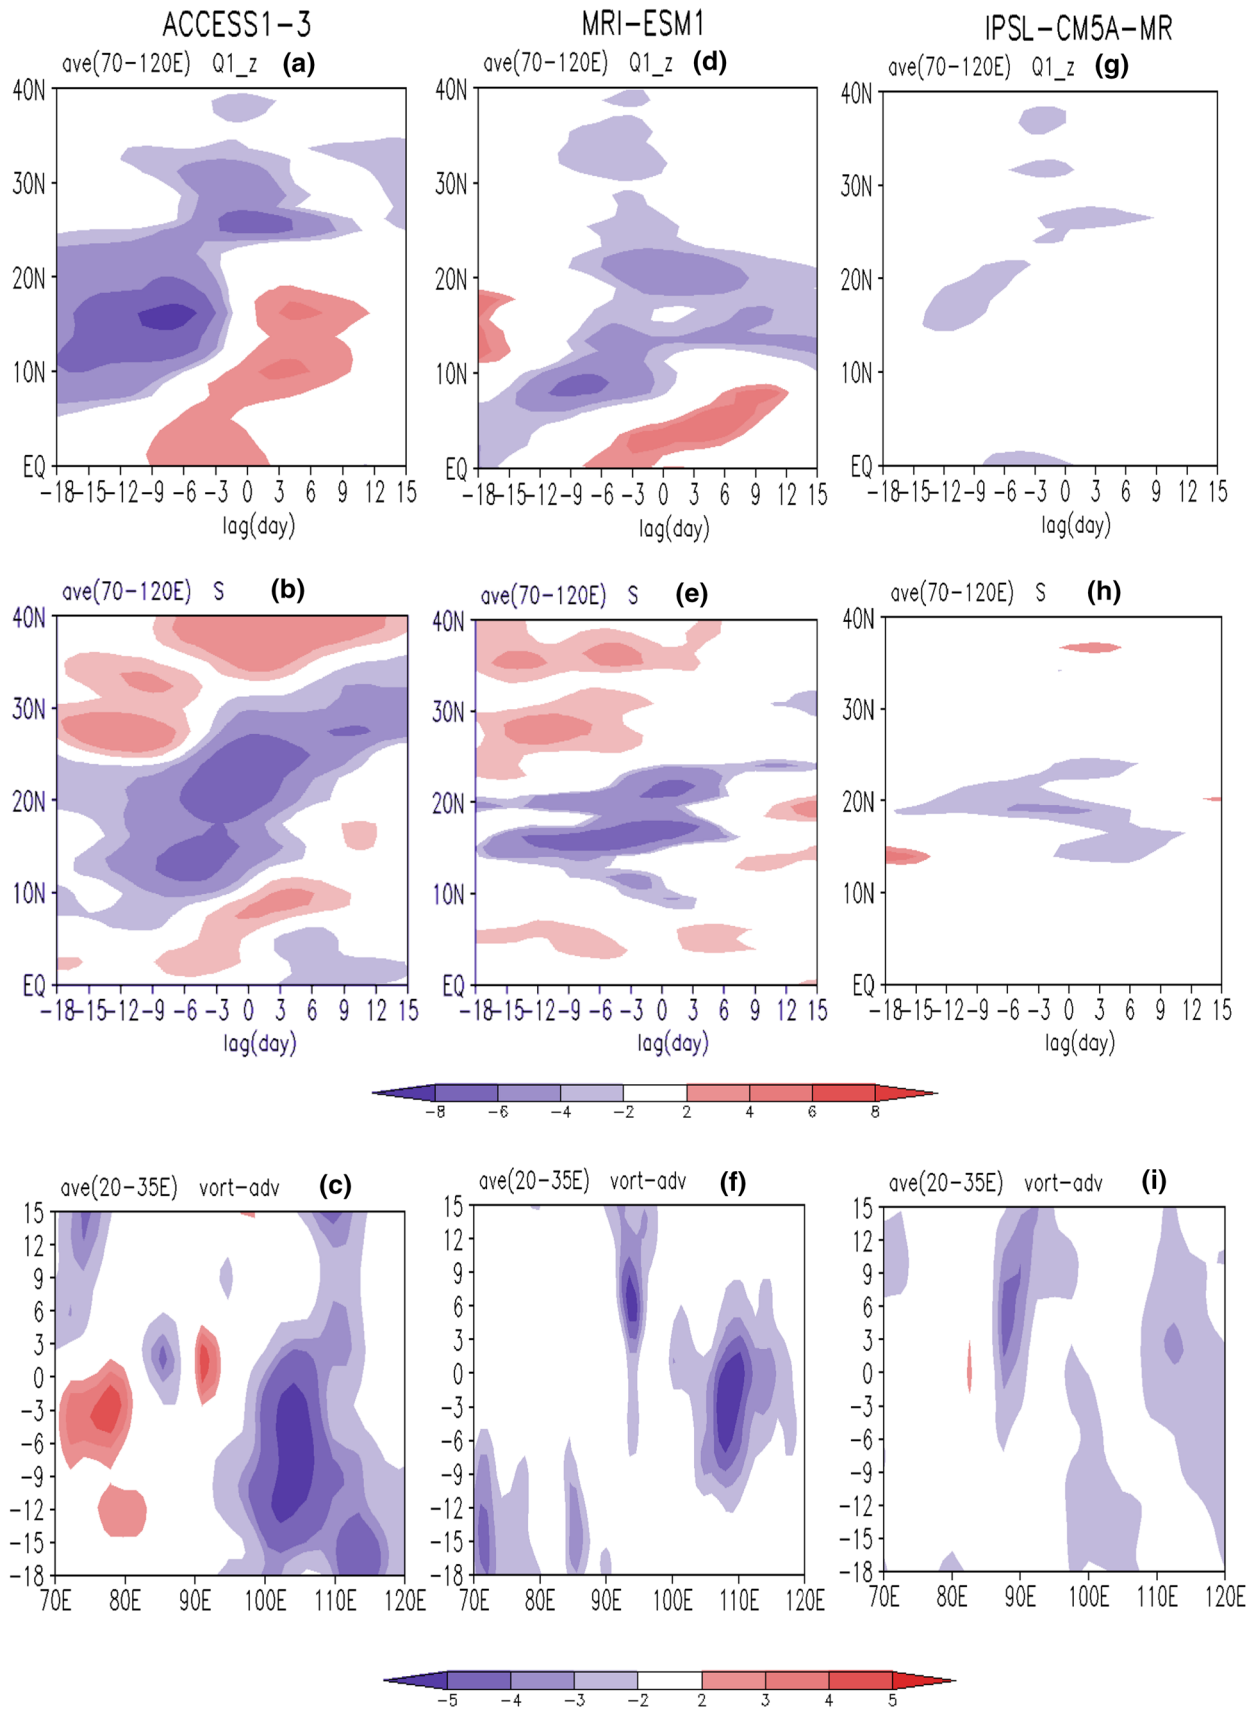 ACCESS1-3 MRI-ESM1 IPSL-CM5A-MR
ave(70-120E) Q1_z (a) ave(70-120E) Q1_z (d) ave(70-120E) Q1_z (g)
40N 40N 40N
30N 30N 30N
20N 20N 20N
10N 10N 10N
EQ EQ EQ
-18-15-12-9 -6 -3 0 3 6 9 12 15 -18-15-12-9 -6 -3 0 3 6 9 12 15 -18-15-12-9 -6 -3 0 3 6 9 12 15
lag(day) lag(day) lag(day)
ave(70-120E) S (b) ave(70-120E) S (e) ave(70-120E) S (h)
40N 40N 40N
30N 30N 30N
20N 20N 20N
10N 10N 10N
EQ EQ EQ
-18-15-12-9 -6 -3 0 3 6 9 12 15 -18-15-12-9 -6 -3 0 3 6 9 12 15 -18-15-12-9 -6 -3 0 3 6 9 12 15
lag(day) lag(day) lag(day)
-8 -6 -4 -2 2 4 6 8
ave(20-35E) vort-adv (c) ave(20-35E) vort-adv (f) ave(20-35E) vort-adv (i)
15 15 15
12 12 12
9 9 9
6 6 6
3 3 3
0 0 0
-3 -3 -3
-6 -6 -6
-9 -9 -9
-12 -12 -12
-15 -15 -15
-18 -18 -18
70E 80E 90E 100E 110E 120E 70E 80E 90E 100E 110E 120E 70E 80E 90E 100E 110E 120E
-5 -4 -3 -2 2 3 4 5